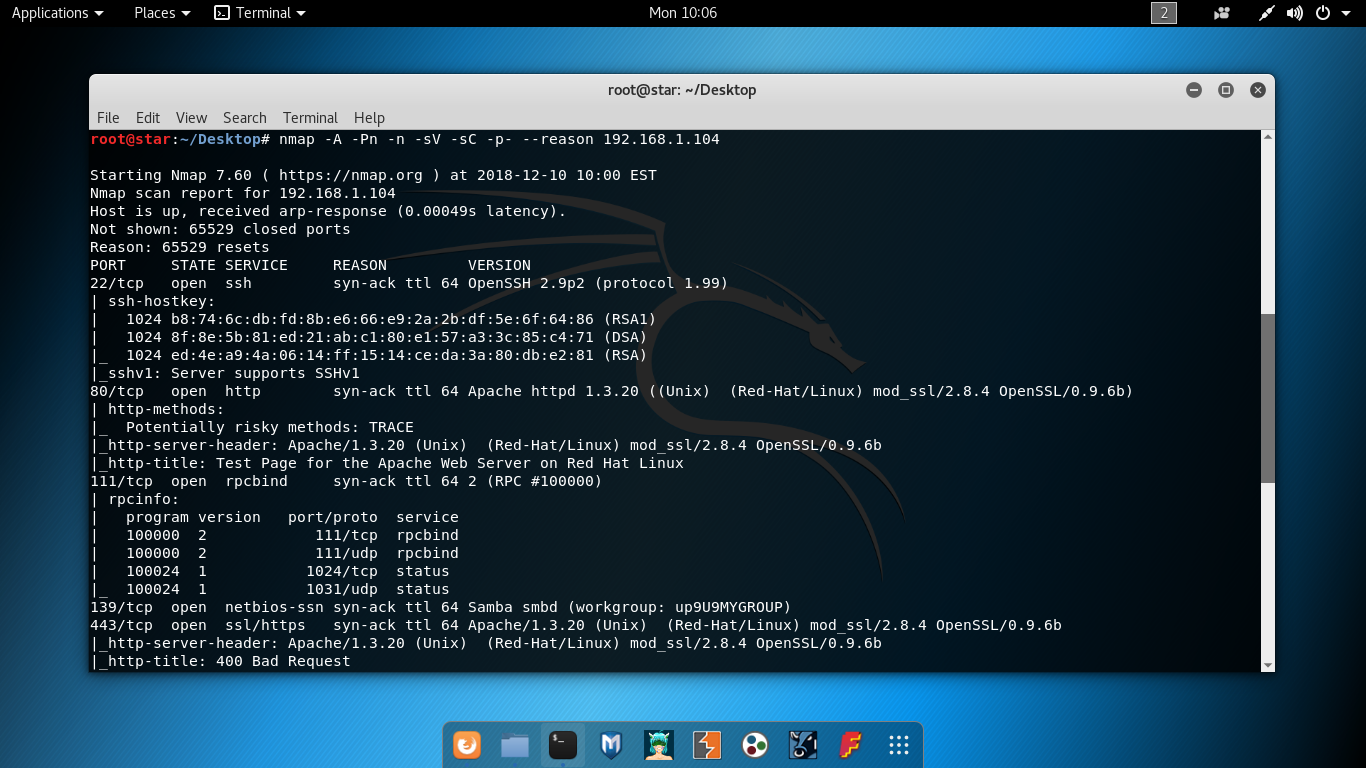 Applications Places Terminal Mon 10:06 2
root@star: ~/Desktop
File Edit View Search Terminal Help
root@star:~/Desktop# nmap -A -Pn -n -sV -sC -p- --reason 192.168.1.104
Starting Nmap 7.60 ( https://nmap.org ) at 2018-12-10 10:00 EST
Nmap scan report for 192.168.1.104
Host is up, received arp-response (0.00049s latency).
Not shown: 65529 closed ports
Reason: 65529 resets
PORT     STATE SERVICE     REASON         VERSION
22/tcp   open  ssh         syn-ack ttl 64 OpenSSH 2.9p2 (protocol 1.99)
| ssh-hostkey:
|   1024 b8:74:6c:db:fd:8b:e6:66:e9:2a:2b:df:5e:6f:64:86 (RSA1)
|   1024 8f:8e:5b:81:ed:21:ab:c1:80:e1:57:a3:3c:85:c4:71 (DSA)
|_  1024 ed:4e:a9:4a:06:14:ff:15:14:ce:da:3a:80:db:e2:81 (RSA)
|_sshv1: Server supports SSHv1
80/tcp   open  http        syn-ack ttl 64 Apache httpd 1.3.20 ((Unix)  (Red-Hat/Linux) mod_ssl/2.8.4 OpenSSL/0.9.6b)
| http-methods:
|_  Potentially risky methods: TRACE
|_http-server-header: Apache/1.3.20 (Unix)  (Red-Hat/Linux) mod_ssl/2.8.4 OpenSSL/0.9.6b
|_http-title: Test Page for the Apache Web Server on Red Hat Linux
111/tcp  open  rpcbind     syn-ack ttl 64 2 (RPC #100000)
| rpcinfo:
|   program version   port/proto  service
|   100000  2            111/tcp  rpcbind
|   100000  2            111/udp  rpcbind
|   100024  1           1024/tcp  status
|_  100024  1           1031/udp  status
139/tcp  open  netbios-ssn syn-ack ttl 64 Samba smbd (workgroup: up9U9MYGROUP)
443/tcp  open  ssl/https   syn-ack ttl 64 Apache/1.3.20 (Unix)  (Red-Hat/Linux) mod_ssl/2.8.4 OpenSSL/0.9.6b
|_http-server-header: Apache/1.3.20 (Unix)  (Red-Hat/Linux) mod_ssl/2.8.4 OpenSSL/0.9.6b
|_http-title: 400 Bad Request